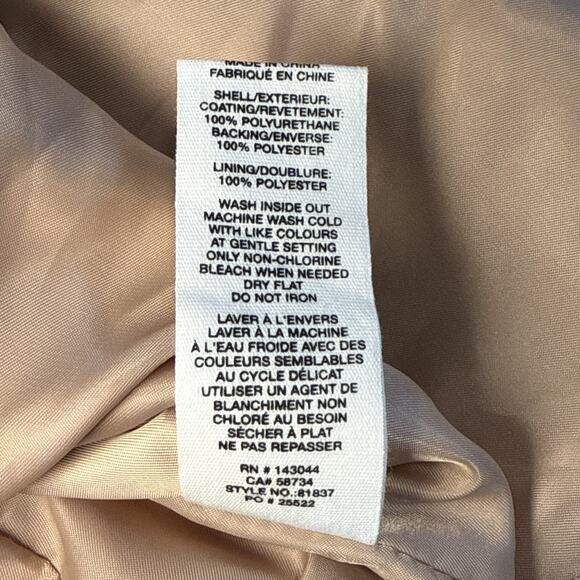 MADE IN CHINA
FABRIQUÉ EN CHINE
SHELL/EXTERIEUR:
COATING/REVETEMENT:
100% POLYURETHANE
BACKING/ENVERSE:
100% POLYESTER
LINING/DOUBLURE:
100% POLYESTER
WASH INSIDE OUT
MACHINE WASH COLD
WITH LIKE COLOURS
AT GENTLE SETTING
ONLY NON-CHLORINE
BLEACH WHEN NEEDED
DRY FLAT
DO NOT IRON
LAVER À L'ENVERS
LAVER À LA MACHINE
À L'EAU FROIDE AVEC DES
COULEURS SEMBLABLES
AU CYCLE DÉLICAT
UTILISER UN AGENT DE
BLANCHIMENT NON
CHLORÉ AU BESOIN
SÉCHER À PLAT
NE PAS REPASSER
RN # 143044
CA# 58734
STYLE NO.:81837
PO # 25522